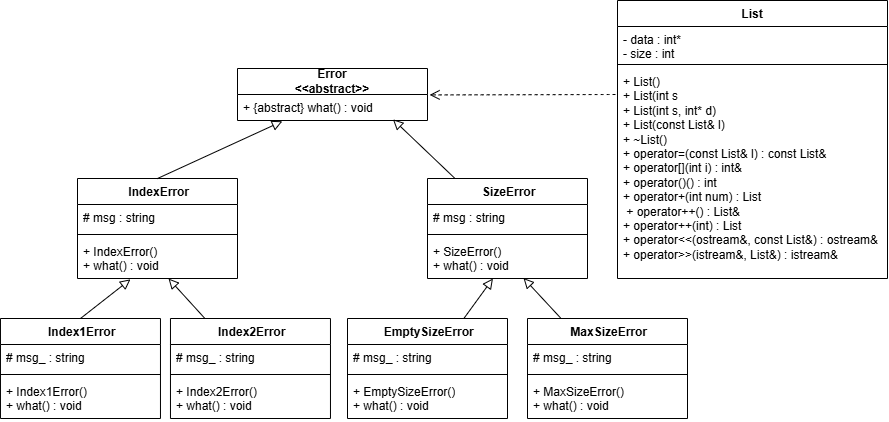 List
- data : int*
- size : int
+ List()
+ List(int s
+ List(int s, int* d)
+ List(const List& l)
+ ~List()
+ operator=(const List& l) : const List&
+ operator[](int i) : int&
+ operator()() : int
+ operator+(int num) : List
+ operator++() : List&
+ operator++(int) : List
+ operator<<(ostream&, const List&) : ostream&
+ operator>>(istream&, List&) : istream&
Error
<<abstract>>
+ {abstract} what() : void
IndexError
# msg : string
+ IndexError()
+ what() : void
SizeError
# msg : string
+ SizeError()
+ what() : void
Index1Error
# msg_ : string
+ Index1Error()
+ what() : void
Index2Error
# msg_ : string
+ Index2Error()
+ what() : void
EmptySizeError
# msg_ : string
+ EmptySizeError()
+ what() : void
MaxSizeError
# msg_ : string
+ MaxSizeError()
+ what() : void